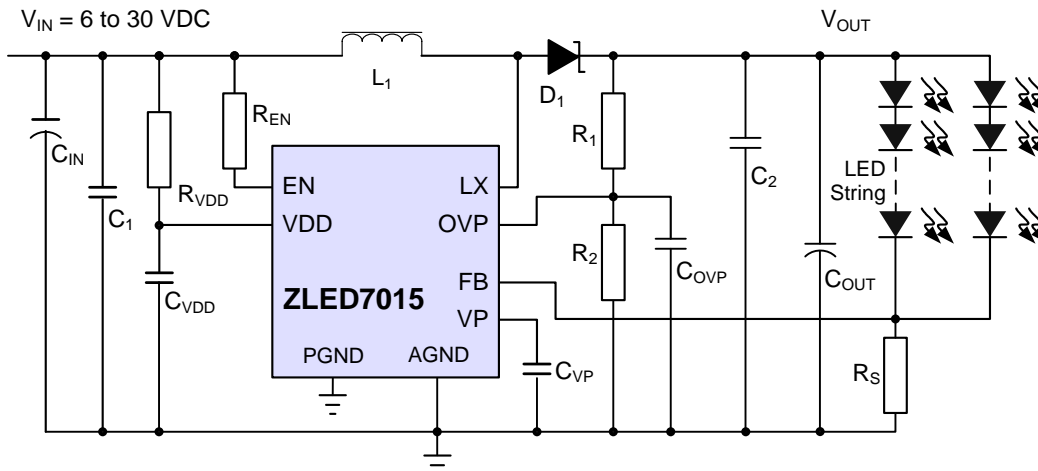 V_IN = 6 to 30 VDC
V_OUT
L_1
D_1
R_EN
R_1
C_IN
R_VDD
C_1
C_VDD
EN
LX
VDD
OVP
FB
VP
ZLED7015
PGND
AGND
R_2
C_OVP
C_2
C_OUT
LED
String
C_VP
R_S